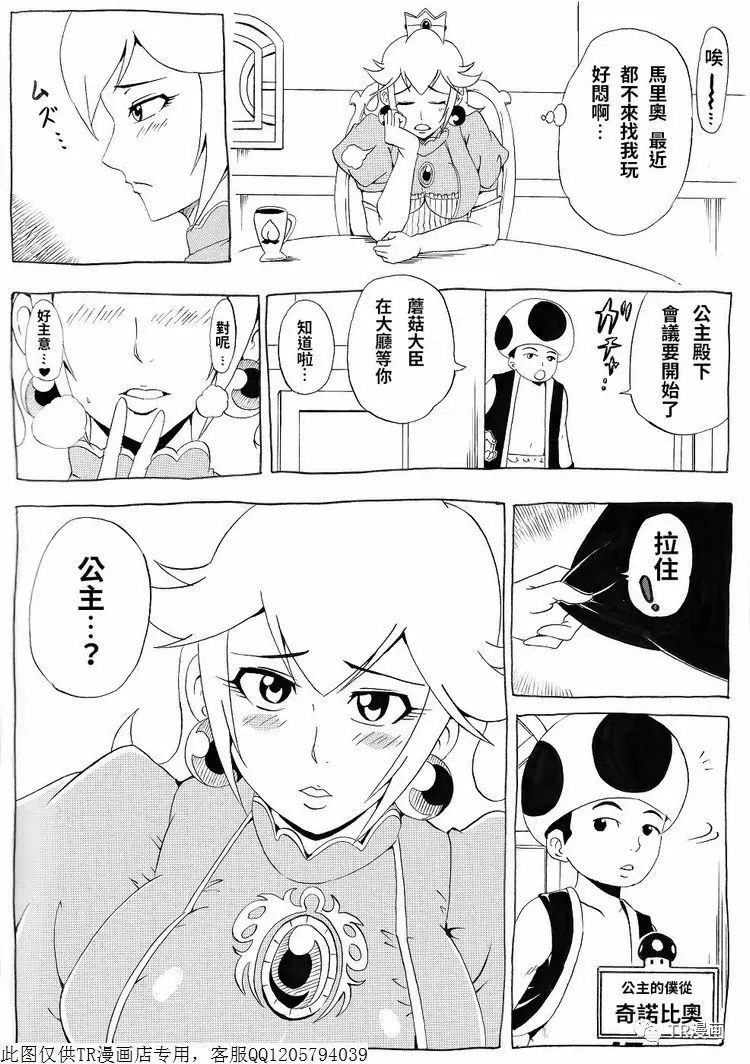 唉～…
馬里奧 最近
都不來找我玩
好悶啊…
ムズ…
公主殿下
會議要開始了
ガチャ…
蘑菇大臣
在大廳等你
知道啦…
對呢…
好主意…♥
拉住
!
公主…？
公主的僕從
奇諾比奧
TR漫画
此图仅供TR漫画店专用，客服QQ1205794039